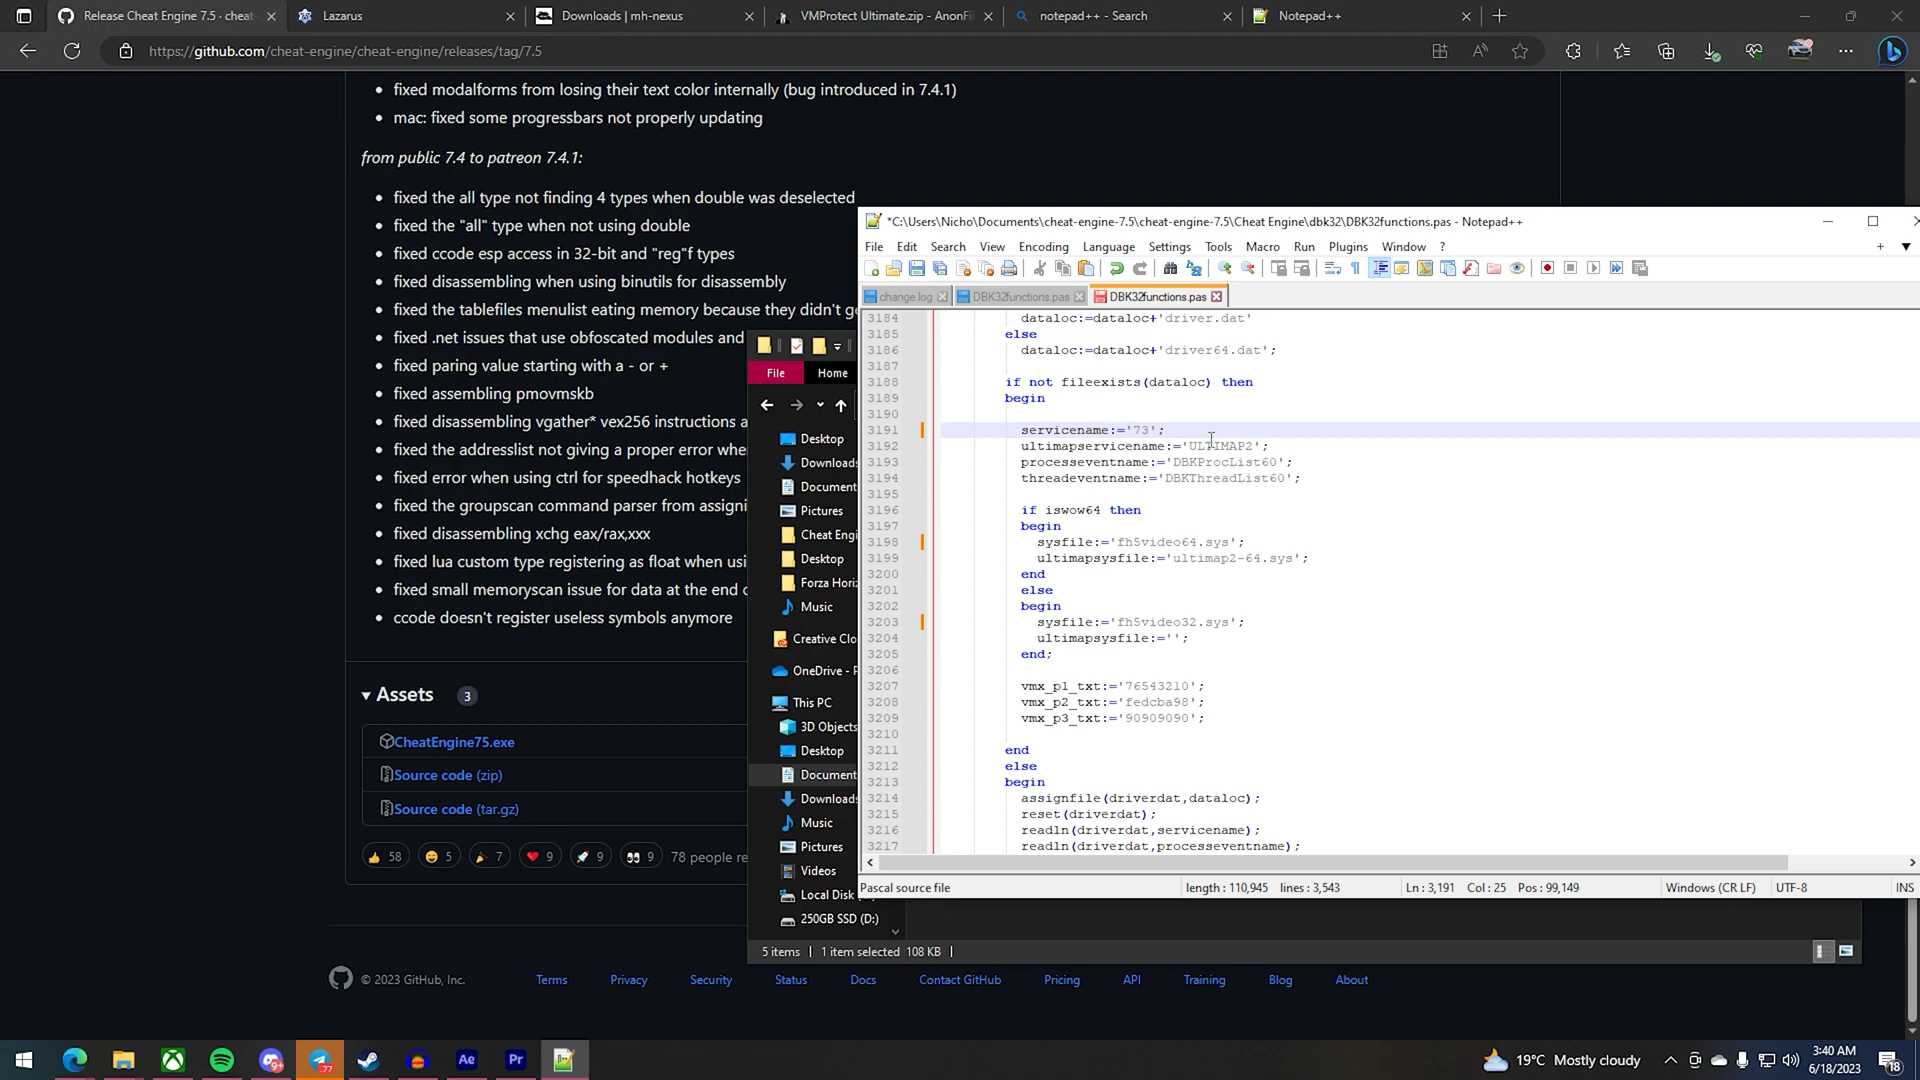 Release Cheat Engine 7.5 · cheat-
Lazarus
Downloads | mh-nexus
VMProtect Ultimate.zip - AnonFi
notepad++ - Search
Notepad++
https://github.com/cheat-engine/cheat-engine/releases/tag/7.5
fixed modalforms from losing their text color internally (bug introduced in 7.4.1)
mac: fixed some progressbars not properly updating
from public 7.4 to patreon 7.4.1:
fixed the all type not finding 4 types when double was deselected
fixed the "all" type when not using double
fixed ccode esp access in 32-bit and "reg"f types
fixed disassembling when using binutils for disassembly
fixed the tablefiles menulist eating memory because they didn't ge
fixed .net issues that use obfoscated modules and
fixed paring value starting with a - or +
fixed assembling pmovmskb
fixed disassembling vgather* vex256 instructions a
fixed the addresslist not giving a proper error whe
fixed error when using ctrl for speedhack hotkeys
fixed the groupscan command parser from assigni
fixed disassembling xchg eax/rax,xxx
fixed lua custom type registering as float when usi
fixed small memoryscan issue for data at the end o
ccode doesn't register useless symbols anymore
Assets 3
CheatEngine75.exe
Source code (zip)
Source code (tar.gz)
👍 58 😄 5 🎉 7 ❤️ 9 🚀 9 👀 9 78 people re
© 2023 GitHub, Inc. Terms Privacy Security Status Docs Contact GitHub Pricing API Training Blog About
File Home
Desktop
Downloads
Document
Pictures
Cheat Engi
Desktop
Forza Horiz
Music
Creative Clo
OneDrive - P
This PC
3D Objects
Desktop
Document
Downloads
Music
Pictures
Videos
Local Disk
250GB SSD (D:)
5 items 1 item selected 108 KB
*C:\Users\Nicho\Documents\cheat-engine-7.5\cheat-engine-7.5\Cheat Engine\dbk32\DBK32functions.pas - Notepad++
File Edit Search View Encoding Language Settings Tools Macro Run Plugins Window ?
change.log DBK32functions.pas DBK32functions.pas
3184 dataloc:=dataloc+'driver.dat'
3185 else
3186 dataloc:=dataloc+'driver64.dat';
3187
3188 if not fileexists(dataloc) then
3189 begin
3190
3191 servicename:='73';
3192 ultimapservicename:='ULTIMAP2';
3193 processeventname:='DBKProcList60';
3194 threadeventname:='DBKThreadList60';
3195
3196 if iswow64 then
3197 begin
3198 sysfile:='fh5video64.sys';
3199 ultimapsysfile:='ultimap2-64.sys';
3200 end
3201 else
3202 begin
3203 sysfile:='fh5video32.sys';
3204 ultimapsysfile:='';
3205 end;
3206
3207 vmx_p1_txt:='76543210';
3208 vmx_p2_txt:='fedcba98';
3209 vmx_p3_txt:='90909090';
3210
3211 end
3212 else
3213 begin
3214 assignfile(driverdat,dataloc);
3215 reset(driverdat);
3216 readln(driverdat,servicename);
3217 readln(driverdat,processeventname);
Pascal source file length : 110,945 lines : 3,543 Ln : 3,191 Col : 25 Pos : 99,149 Windows (CR LF) UTF-8 INS
77
Ae
Pr
19°C Mostly cloudy
3:40 AM
6/18/2023
18